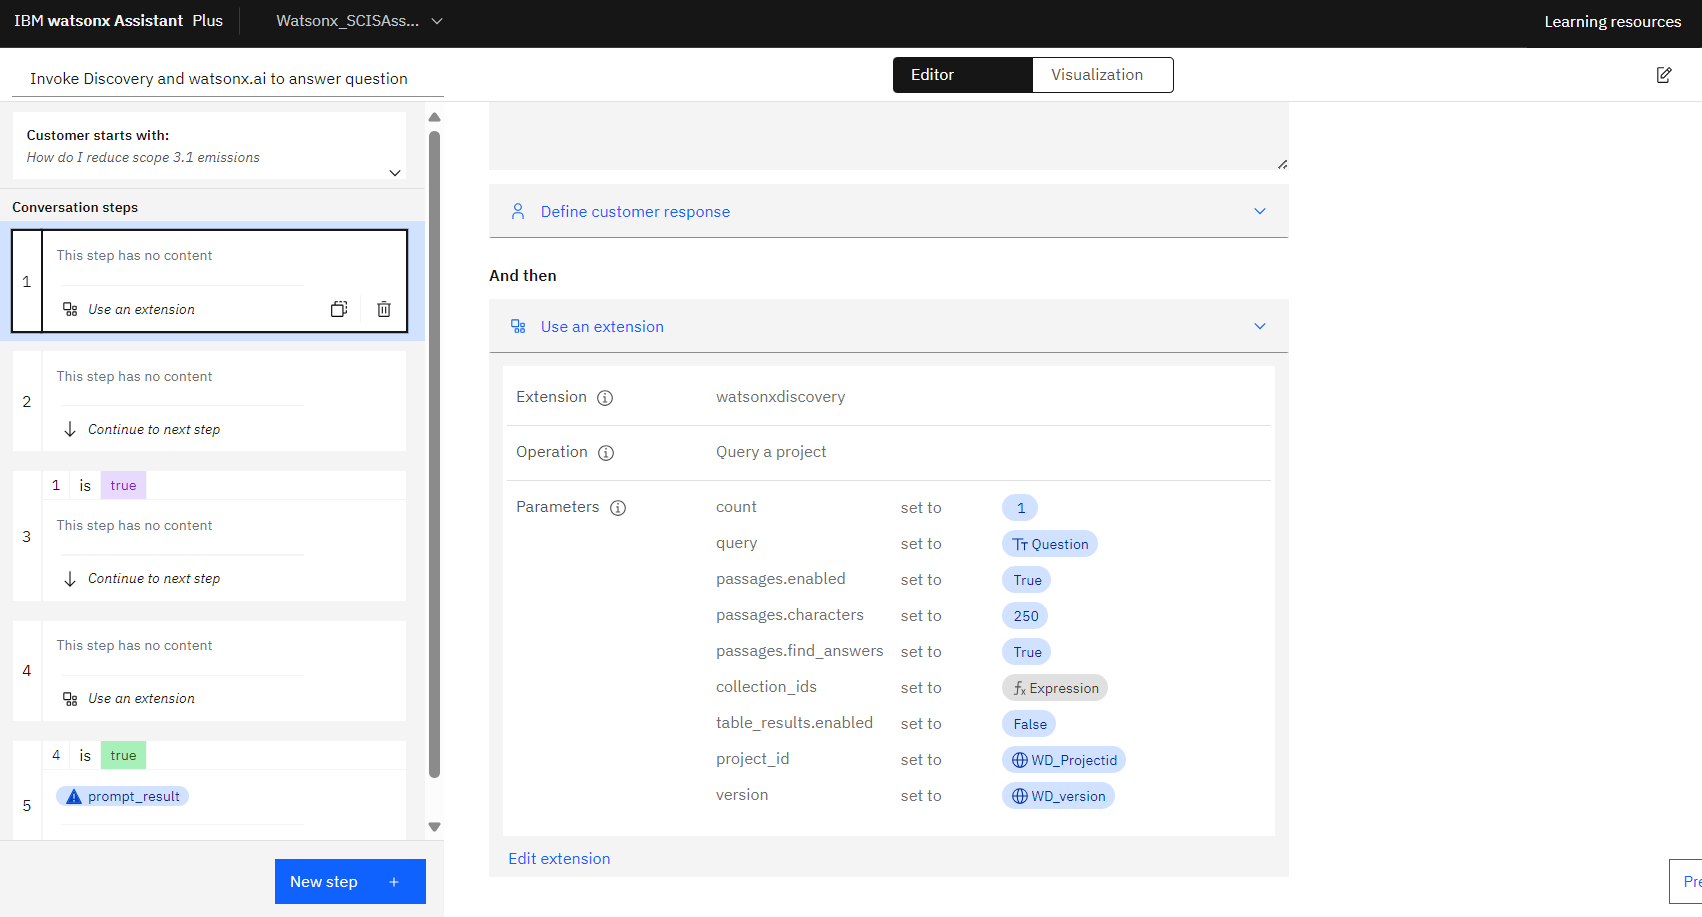 IBM watsonx Assistant Plus
Watsonx_SCISAss...
Learning resources
Invoke Discovery and watsonx.ai to answer question
Editor
Visualization
Customer starts with:
How do I reduce scope 3.1 emissions
Conversation steps
1
This step has no content
Use an extension
2
This step has no content
Continue to next step
3
1 is true
This step has no content
Continue to next step
4
This step has no content
Use an extension
5
4 is true
prompt_result
New step +
Define customer response
And then
Use an extension
Extension watsonxdiscovery
Operation Query a project
Parameters count set to 1
query set to Question
passages.enabled set to True
passages.characters set to 250
passages.find_answers set to True
collection_ids set to fx Expression
table_results.enabled set to False
project_id set to WD_Projectid
version set to WD_version
Edit extension
Pre